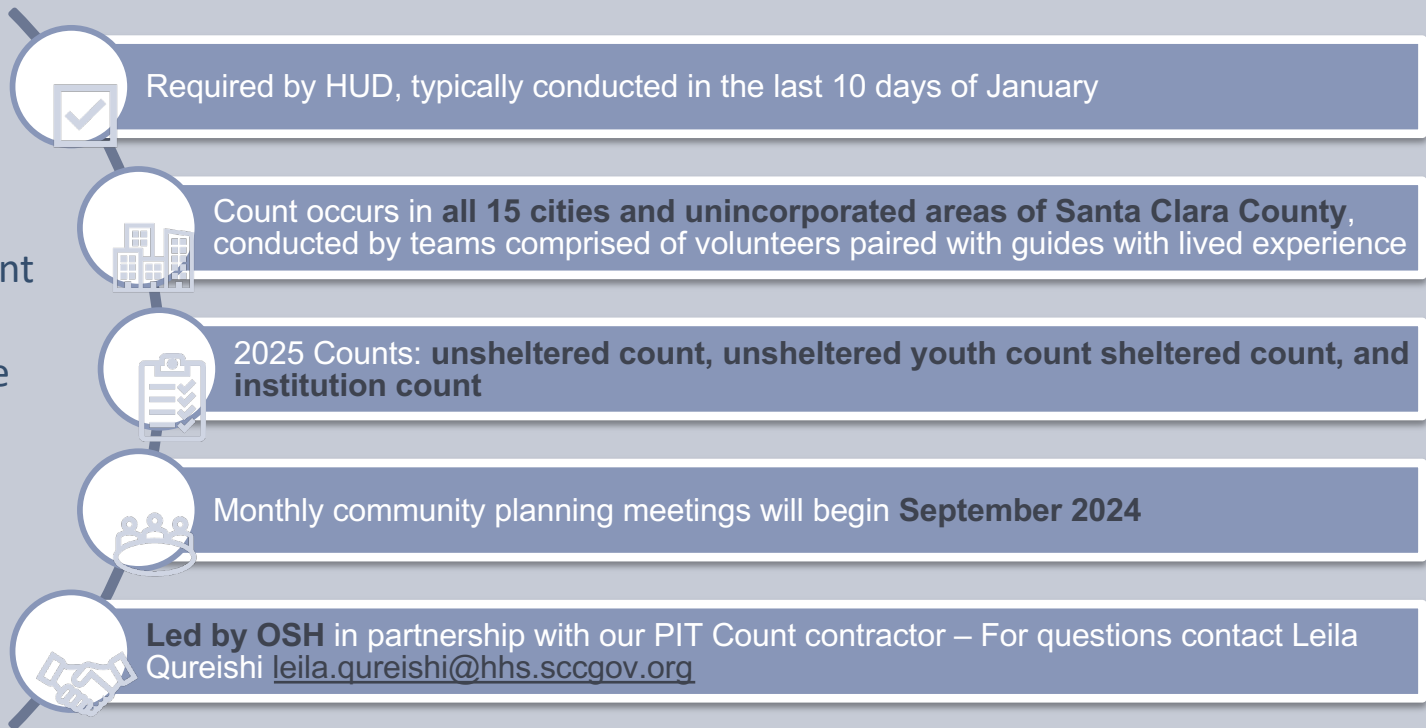 Required by HUD, typically conducted in the last 10 days of January
Count occurs in all 15 cities and unincorporated areas of Santa Clara County,
conducted by teams comprised of volunteers paired with guides with lived experience
2025 Counts: unsheltered count, unsheltered youth count sheltered count, and
institution count
Monthly community planning meetings will begin September 2024
Led by OSH in partnership with our PIT Count contractor – For questions contact Leila
Qureishi leila.qureishi@hhs.sccgov.org